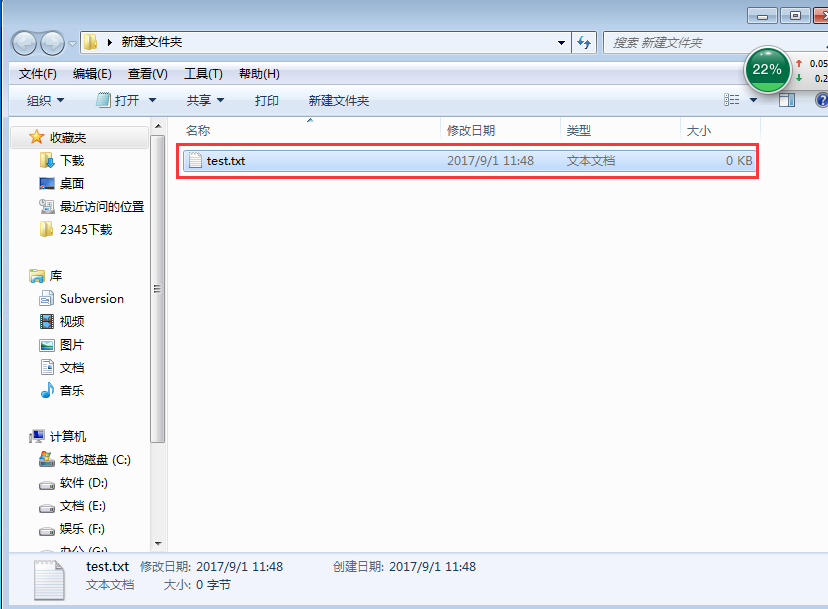 新建文件夹
搜索 新建文件夹
文件(F) 编辑(E) 查看(V) 工具(T) 帮助(H)
22%
0.05
0.2
组织 打开 共享 打印 新建文件夹
名称 修改日期 类型 大小
test.txt 2017/9/1 11:48 文本文档 0 KB
收藏夹
下载
桌面
最近访问的位置
2345下载
库
Subversion
视频
图片
文档
音乐
计算机
本地磁盘 (C:)
软件 (D:)
文档 (E:)
娱乐 (F:)
办公 (G:)
test.txt 修改日期: 2017/9/1 11:48 创建日期: 2017/9/1 11:48
文本文档 大小: 0 字节